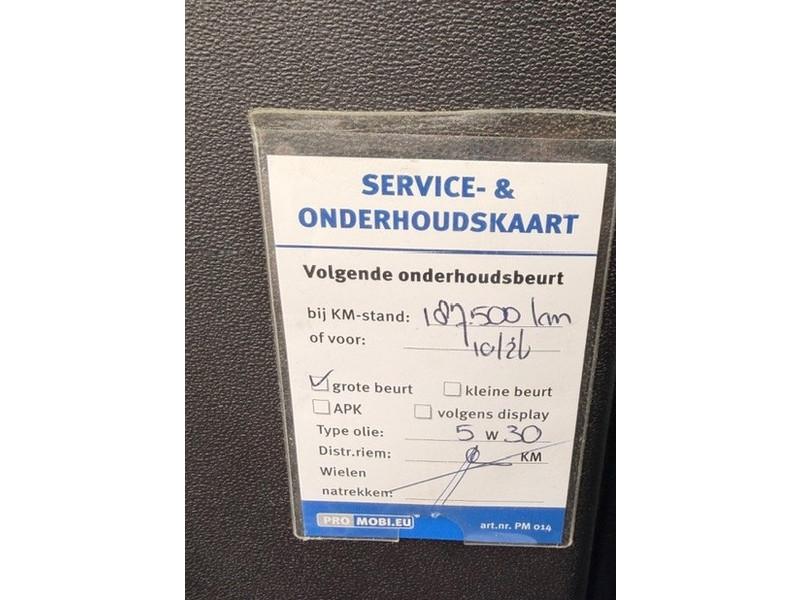 SERVICE- &
ONDERHOUDSKAART
Volgende onderhoudsbeurt
bij KM-stand: 187.500 km
of voor: 10/26
grote beurt kleine beurt
APK volgens display
Type olie: 5 W 30
Distr.riem: KM
Wielen
natrekken:
PRO MOBI.EU art.nr. PM 014